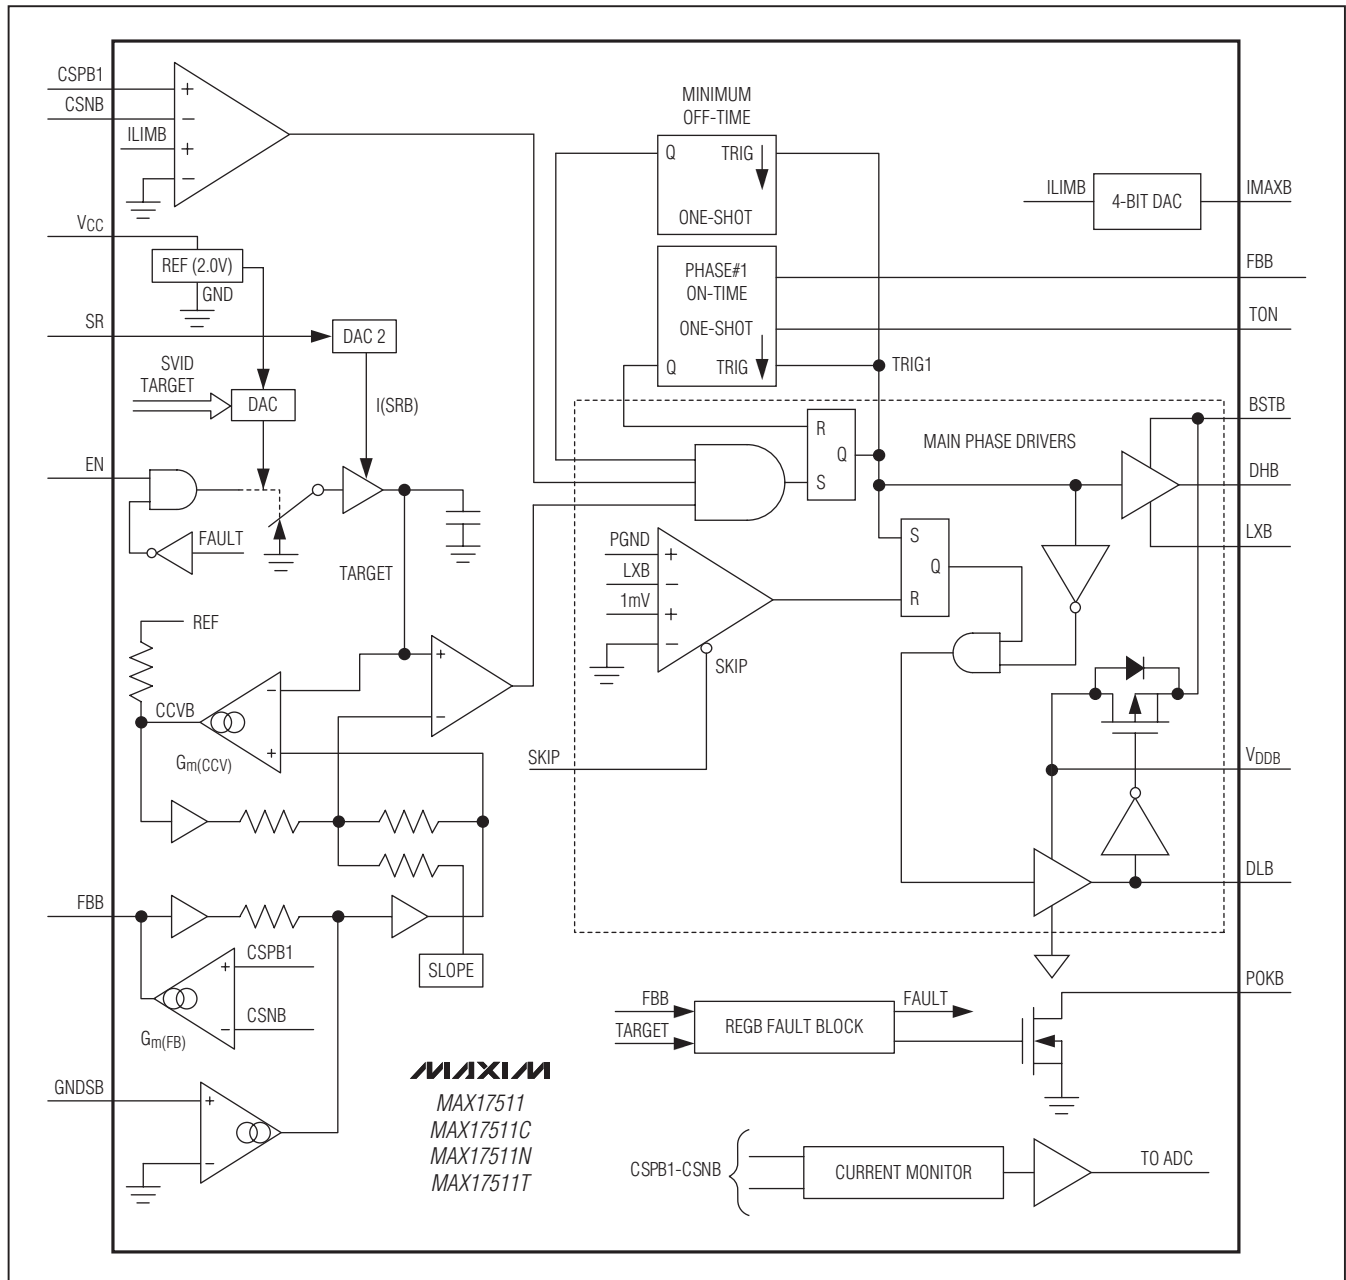 CSPB1
CSNB
ILIMB
+
−
+
−
VCC
REF (2.0V)
GND
SR
DAC 2
SVID
TARGET
DAC
I(SRB)
EN
FAULT
TARGET
REF
CCVB
−
+
Gm(CCV)
+
−
FBB
CSPB1
+
CSNB
−
Gm(FB)
SLOPE
GNDSB
+
−
MAXIM
MAX17511
MAX17511C
MAX17511N
MAX17511T
MINIMUM
OFF-TIME
Q
TRIG
ONE-SHOT
PHASE#1
ON-TIME
ONE-SHOT
Q
TRIG
TRIG1
ILIMB
4-BIT DAC
IMAXB
FBB
TON
R
Q
S
MAIN PHASE DRIVERS
BSTB
DHB
LXB
PGND
+
LXB
−
1mV
+
−
SKIP
SKIP
S
Q
R
VDDB
DLB
POKB
FBB
TARGET
REGB FAULT BLOCK
FAULT
CSPB1-CSNB
CURRENT MONITOR
TO ADC